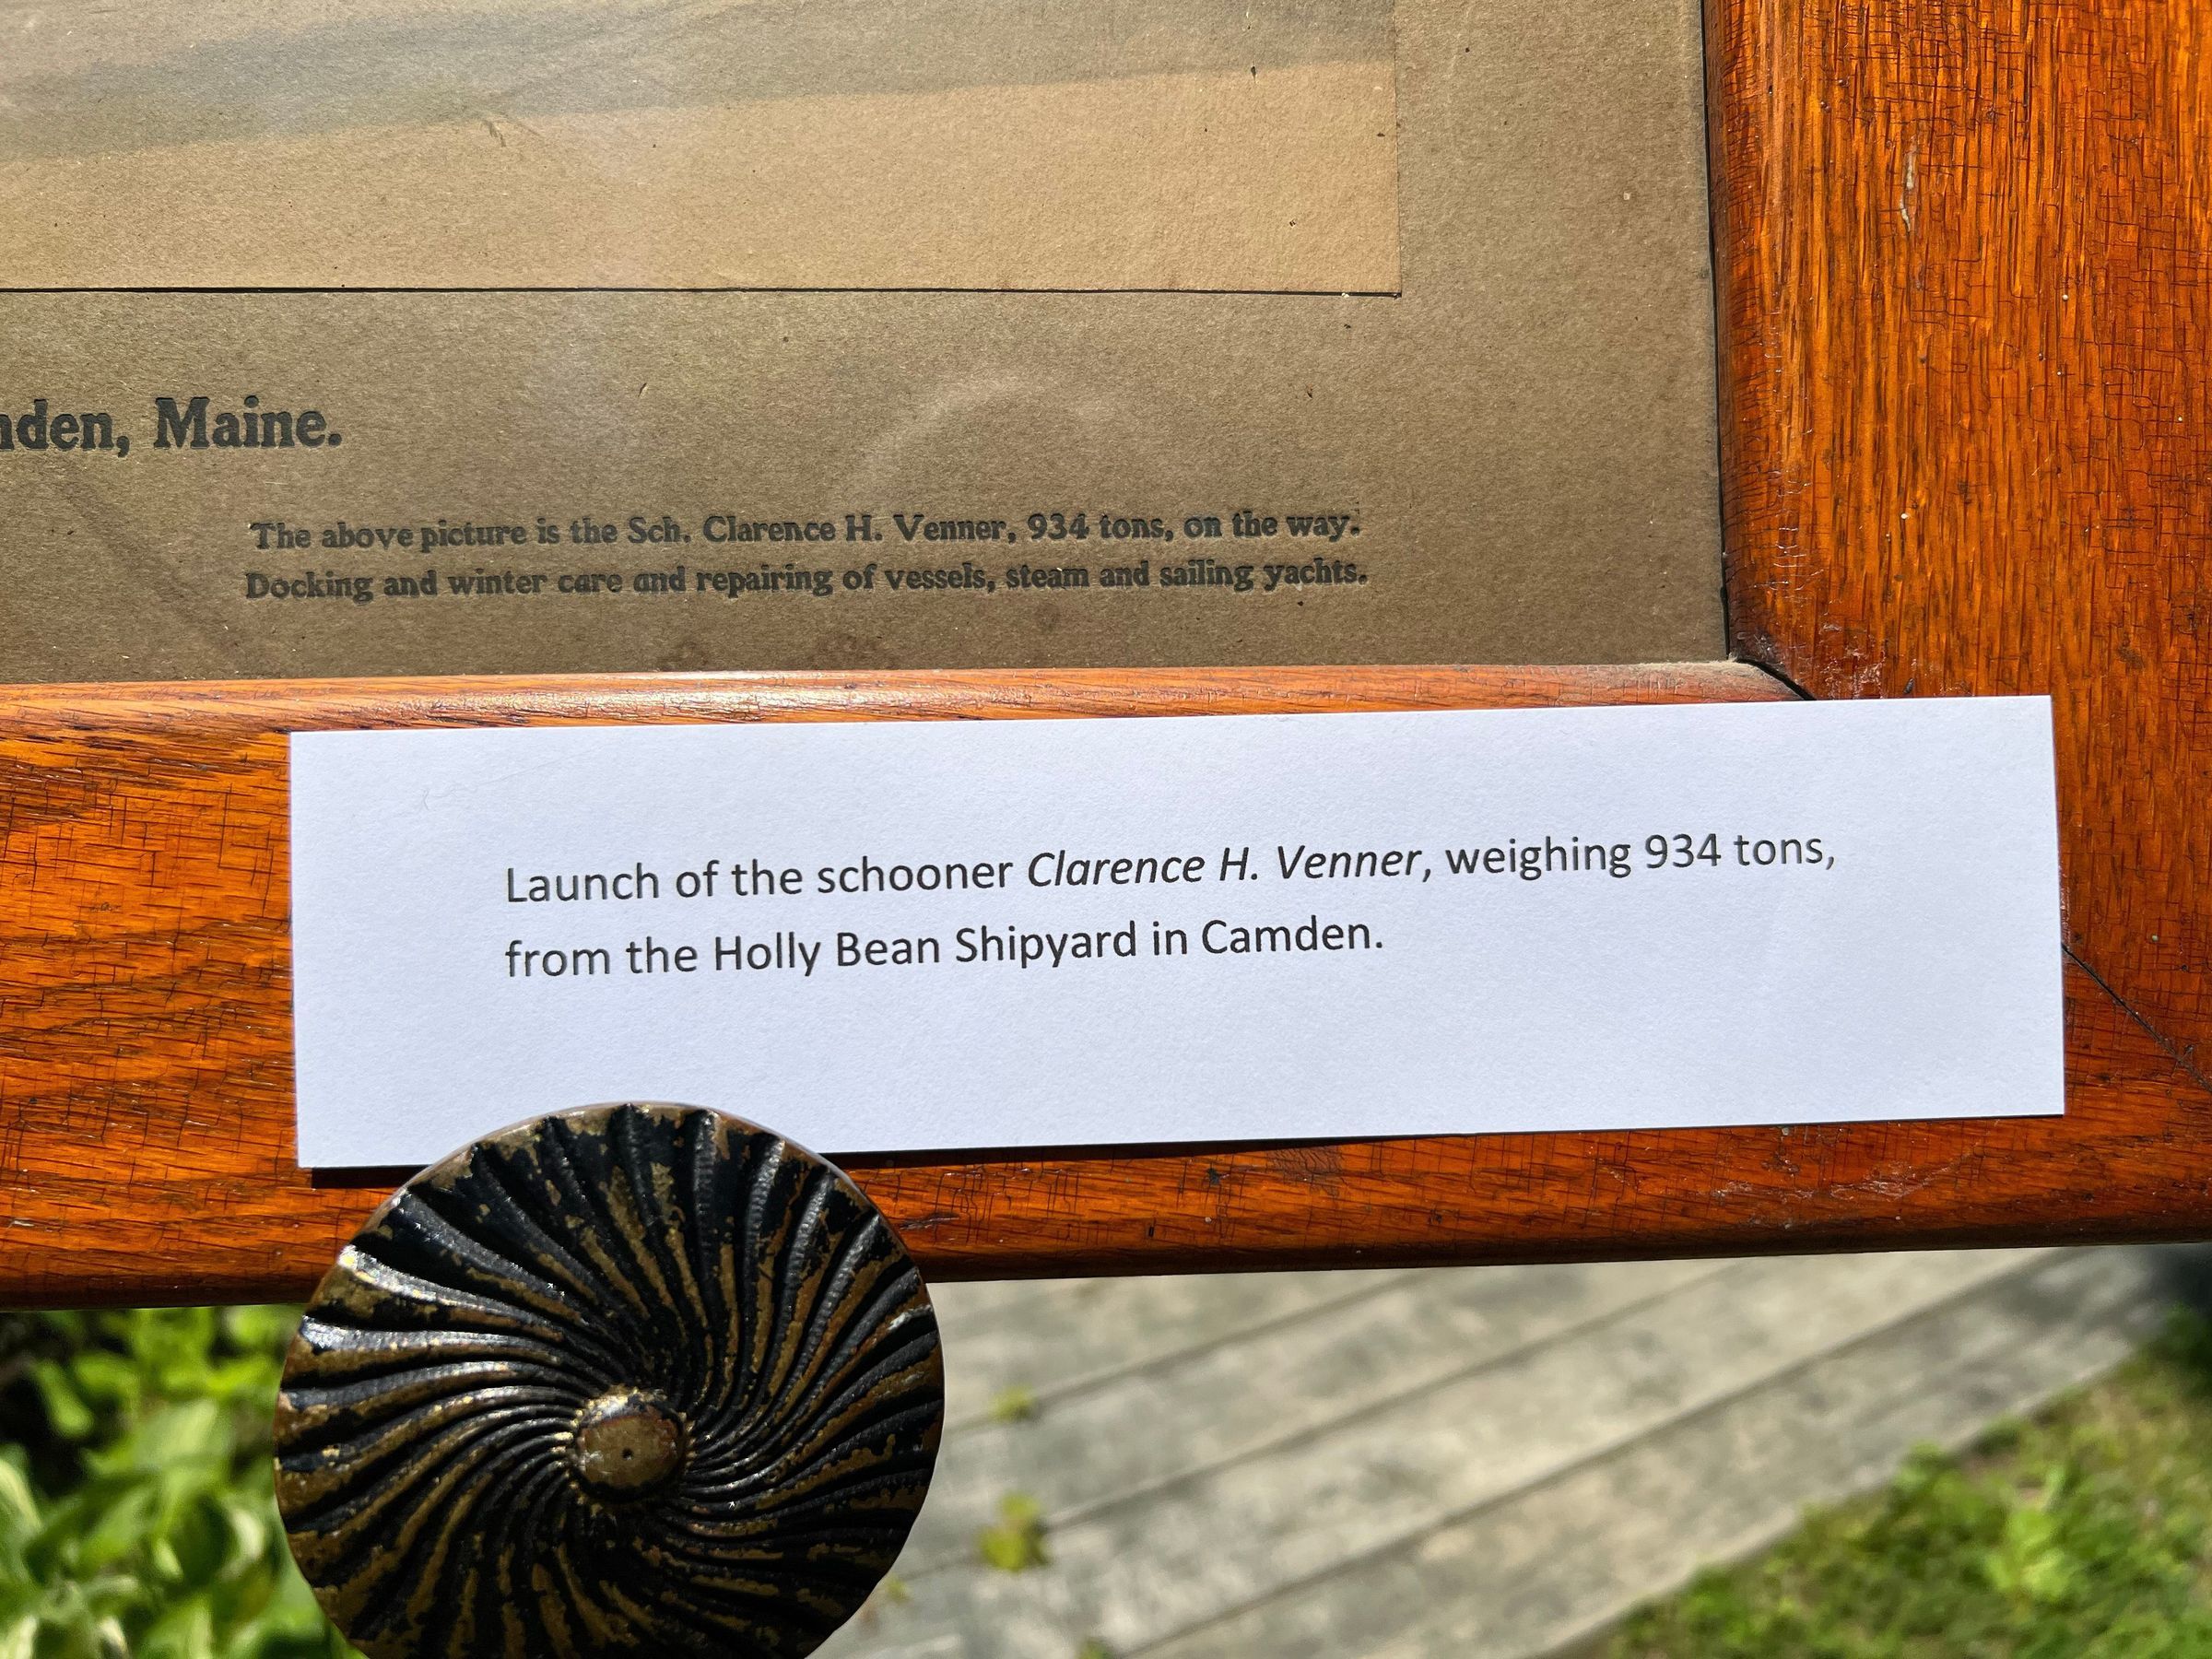 nden, Maine.
The above picture is the Sch. Clarence H. Venner, 934 tons, on the way.
Docking and winter care and repairing of vessels, steam and sailing yachts.
Launch of the schooner Clarence H. Venner, weighing 934 tons,
from the Holly Bean Shipyard in Camden.